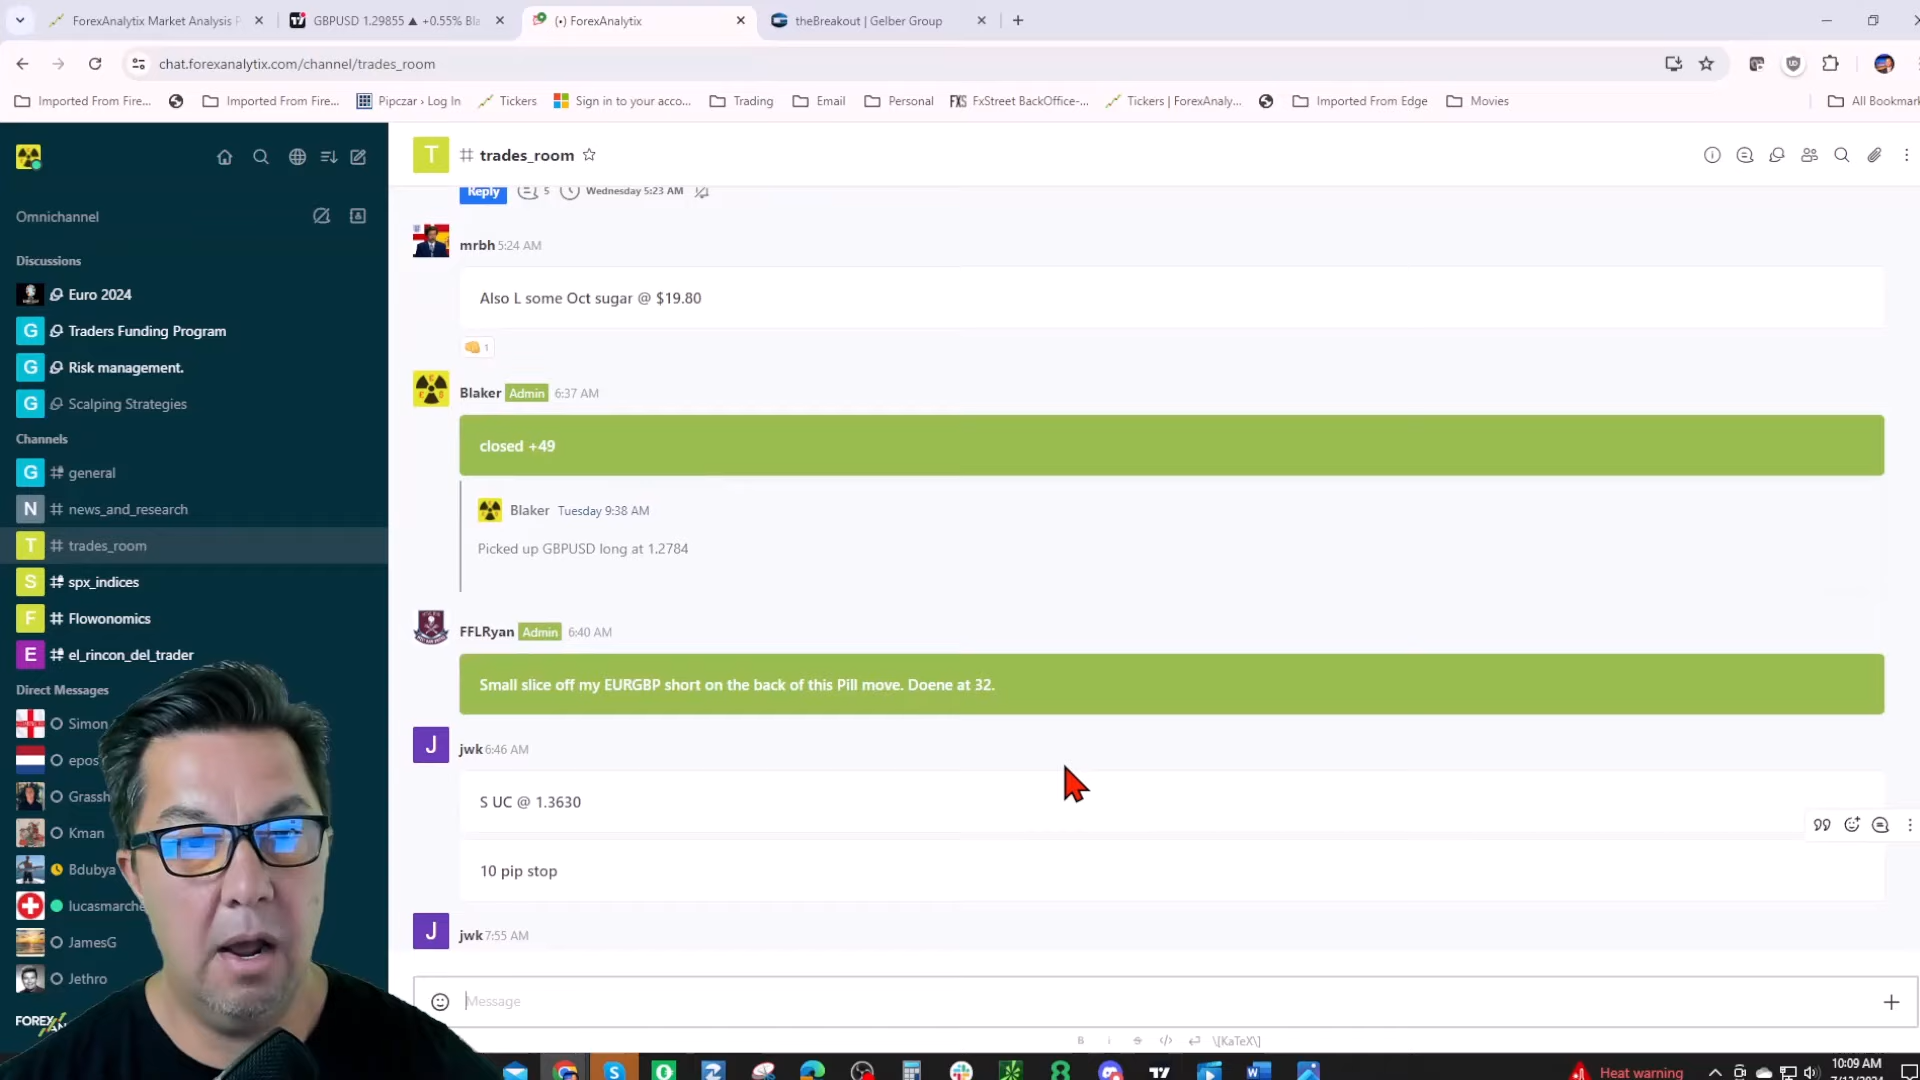 ForexAnalytix Market Analysis P
GBPUSD 1.29855 ▲ +0.55% Bla
(•) ForexAnalytix
theBreakout | Gelber Group
chat.forexanalytix.com/channel/trades_room
Imported From Fire...
Imported From Fire...
Pipczar › Log In
Tickers
Sign in to your acco...
Trading
Email
Personal
FXS FxStreet BackOffice-...
Tickers | ForexAnaly...
Imported From Edge
Movies
All Bookmark
Omnichannel
Discussions
Euro 2024
G Traders Funding Program
G Risk management.
G Scalping Strategies
Channels
G # general
N # news_and_research
T # trades_room
S # spx_indices
F # Flowonomics
E # el_rincon_del_trader
Direct Messages
Simon
epos
Grassh
Kman
Bdubya
lucasmarche
JamesG
Jethro
FOREX
T # trades_room
Reply 5 Wednesday 5:23 AM
mrbh 5:24 AM
Also L some Oct sugar @ $19.80
1
Blaker Admin 6:37 AM
closed +49
Blaker Tuesday 9:38 AM
Picked up GBPUSD long at 1.2784
FFLRyan Admin 6:40 AM
Small slice off my EURGBP short on the back of this Pill move. Doene at 32.
J jwk 6:46 AM
S UC @ 1.3630
10 pip stop
J jwk 7:55 AM
Message
B i S </> \[KaTeX\]
Heat warning
10:09 AM